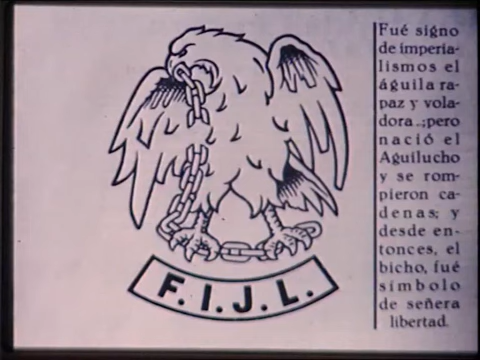 Fué signo
de imperia-
lismos el
águila ra-
paz y vola-
dora..;pero
nació el
Aguilucho
y se rom-
pieron ca-
denas; y
desde en-
tonces, el
bicho, fué
símbolo
de señera
libertad.
F. I. J. L.